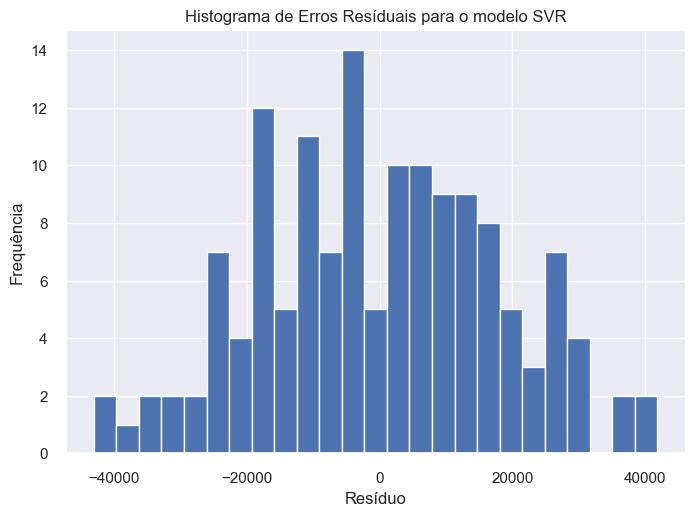 Histograma de Erros Resíduais para o modelo SVR
14
12
10
8
6
4
2
0
Frequência
−40000 −20000 0 20000 40000
Resíduo